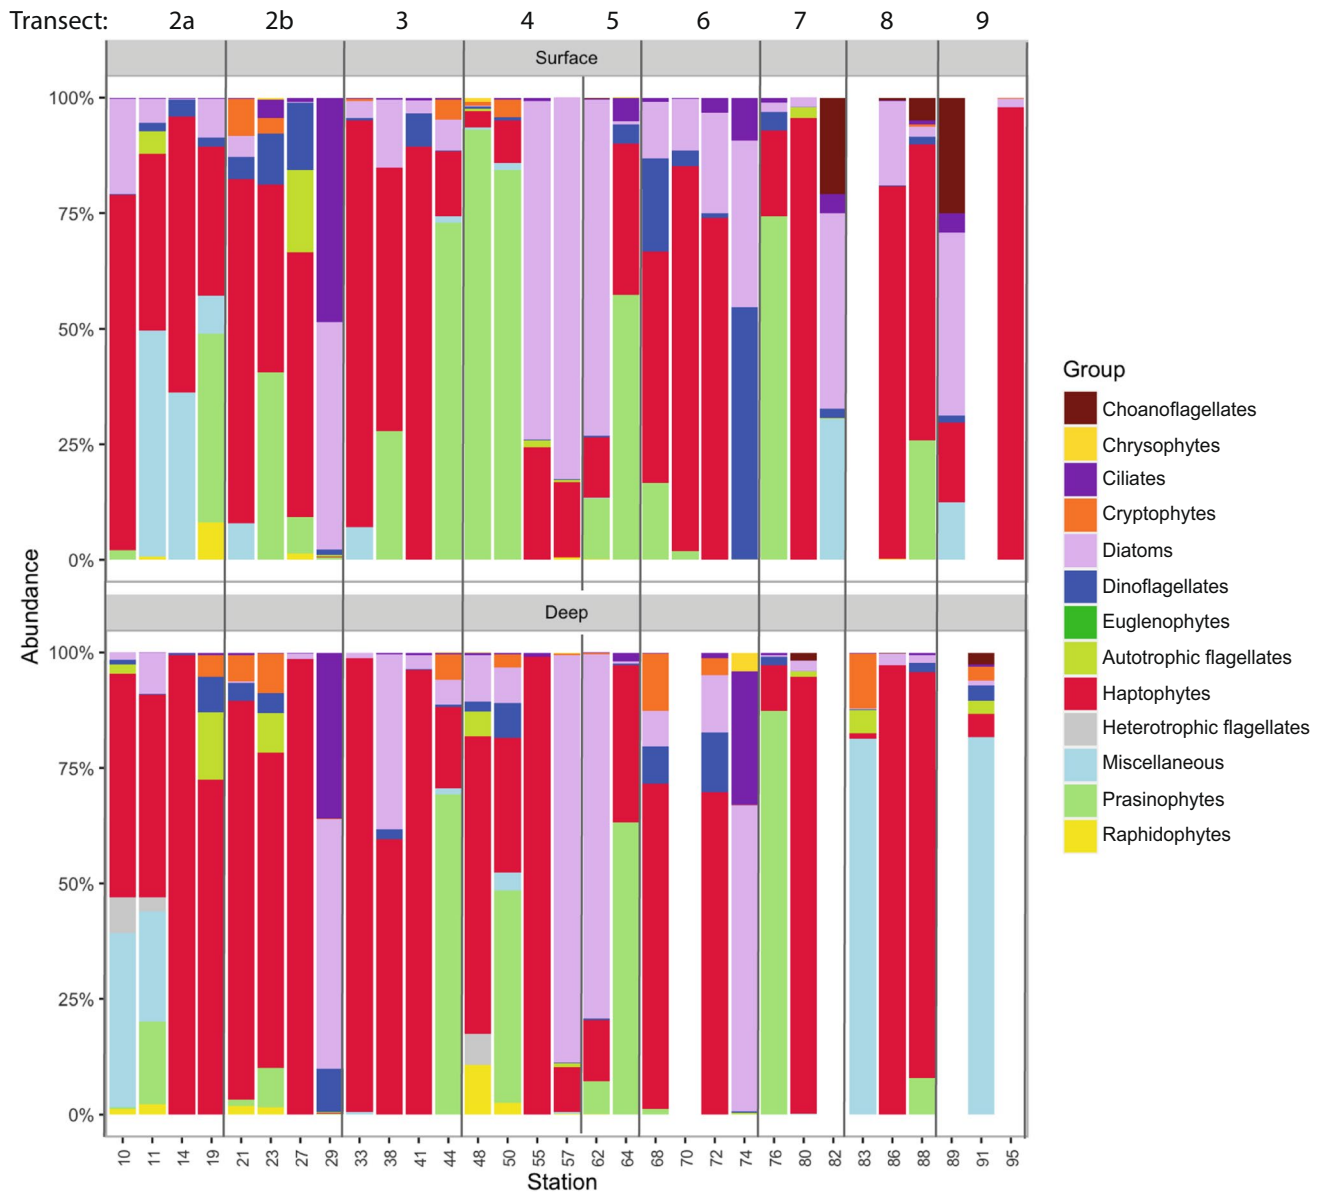 Transect: 2a 2b 3 4 5 6 7 8 9
Surface
100%
75%
50%
25%
0%
Deep
100%
75%
50%
25%
0%
Abundance
10 11 14 19 21 23 27 29 33 38 41 44 48 50 55 57 62 64 68 70 72 74 76 80 82 83 86 88 89 91 95
Station
Group
Choanoflagellates
Chrysophytes
Ciliates
Cryptophytes
Diatoms
Dinoflagellates
Euglenophytes
Autotrophic flagellates
Haptophytes
Heterotrophic flagellates
Miscellaneous
Prasinophytes
Raphidophytes